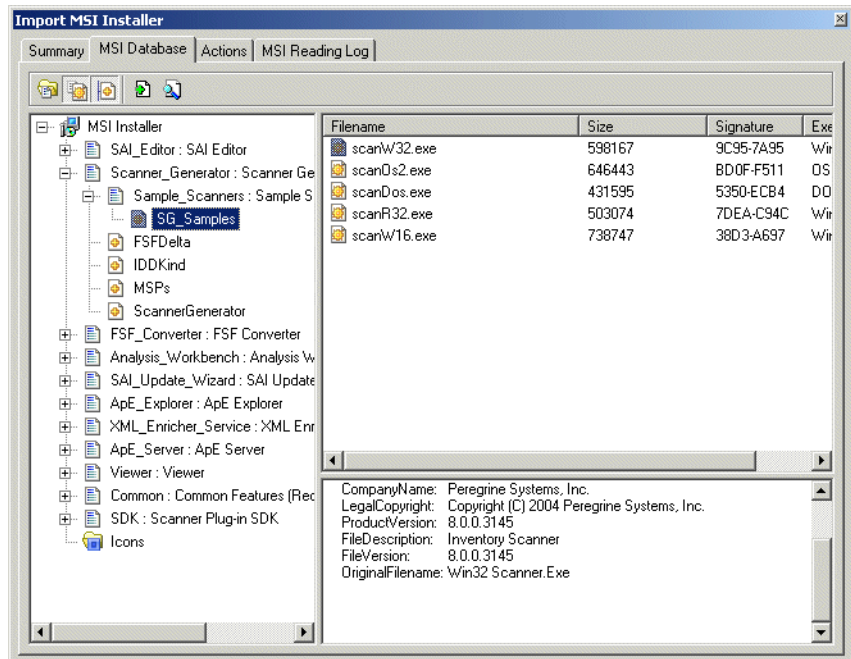 Import MSI Installer
Summary MSI Database Actions MSI Reading Log
MSI Installer
SAI_Editor : SAI Editor
Scanner_Generator : Scanner Ge
Sample_Scanners : Sample S
SG_Samples
FSFDelta
IDDKind
MSPs
ScannerGenerator
FSF_Converter : FSF Converter
Analysis_Workbench : Analysis W
SAI_Update_Wizard : SAI Update
ApE_Explorer : ApE Explorer
XML_Enricher_Service : XML Enr
ApE_Server : ApE Server
Viewer : Viewer
Common : Common Features (Rec
SDK : Scanner Plug-in SDK
Icons
Filename Size Signature Exe
scanW32.exe 598167 9C95-7A95 Wir
scanOs2.exe 646443 BD0F-F511 OS
scanDos.exe 431595 5350-ECB4 DO
scanR32.exe 503074 7DEA-C94C Wir
scanW16.exe 738747 38D3-A697 Wir
CompanyName: Peregrine Systems, Inc.
LegalCopyright: Copyright (C) 2004 Peregrine Systems, Inc.
ProductVersion: 8.0.0.3145
FileDescription: Inventory Scanner
FileVersion: 8.0.0.3145
OriginalFilename: Win32 Scanner.Exe